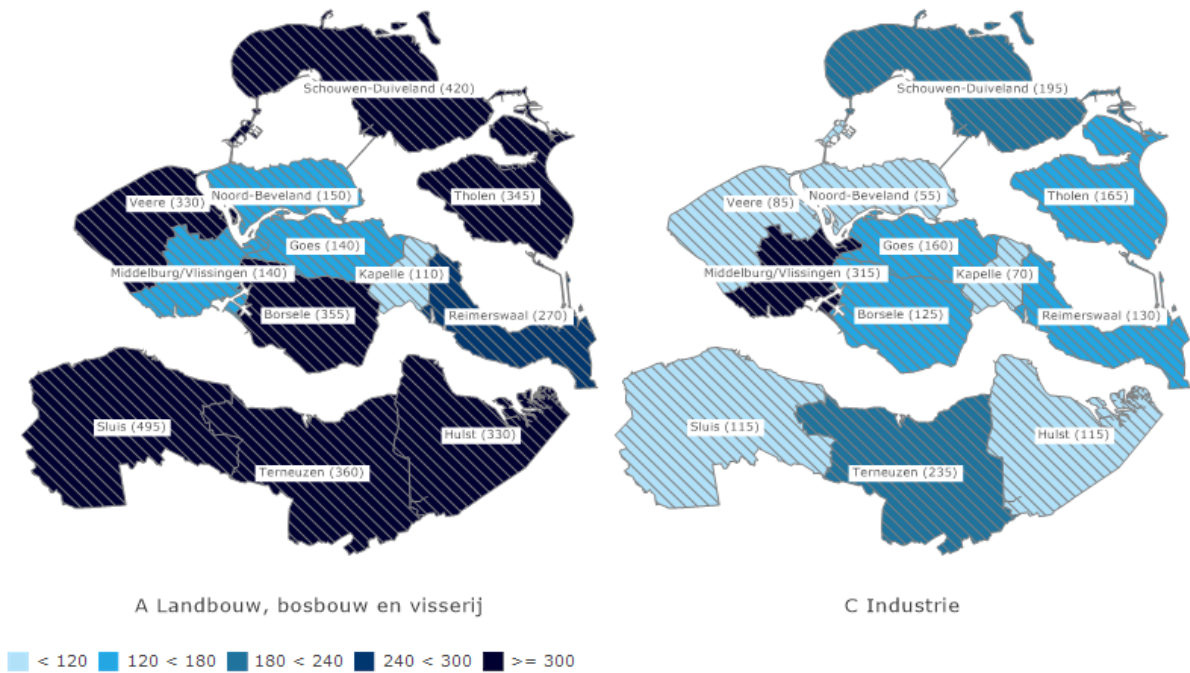 Schouwen-Duiveland (420)
Veere (330)
Noord-Beveland (150)
Tholen (345)
Goes (140)
Middelburg/Vlissingen (140)
Kapelle (110)
Borsele (355)
Reimerswaal (270)
Sluis (495)
Hulst (330)
Terneuzen (360)
A Landbouw, bosbouw en visserij
Schouwen-Duiveland (195)
Veere (85)
Noord-Beveland (55)
Tholen (165)
Goes (160)
Middelburg/Vlissingen (315)
Kapelle (70)
Borsele (125)
Reimerswaal (130)
Sluis (115)
Hulst (115)
Terneuzen (235)
C Industrie
< 120 120 < 180 180 < 240 240 < 300 >= 300